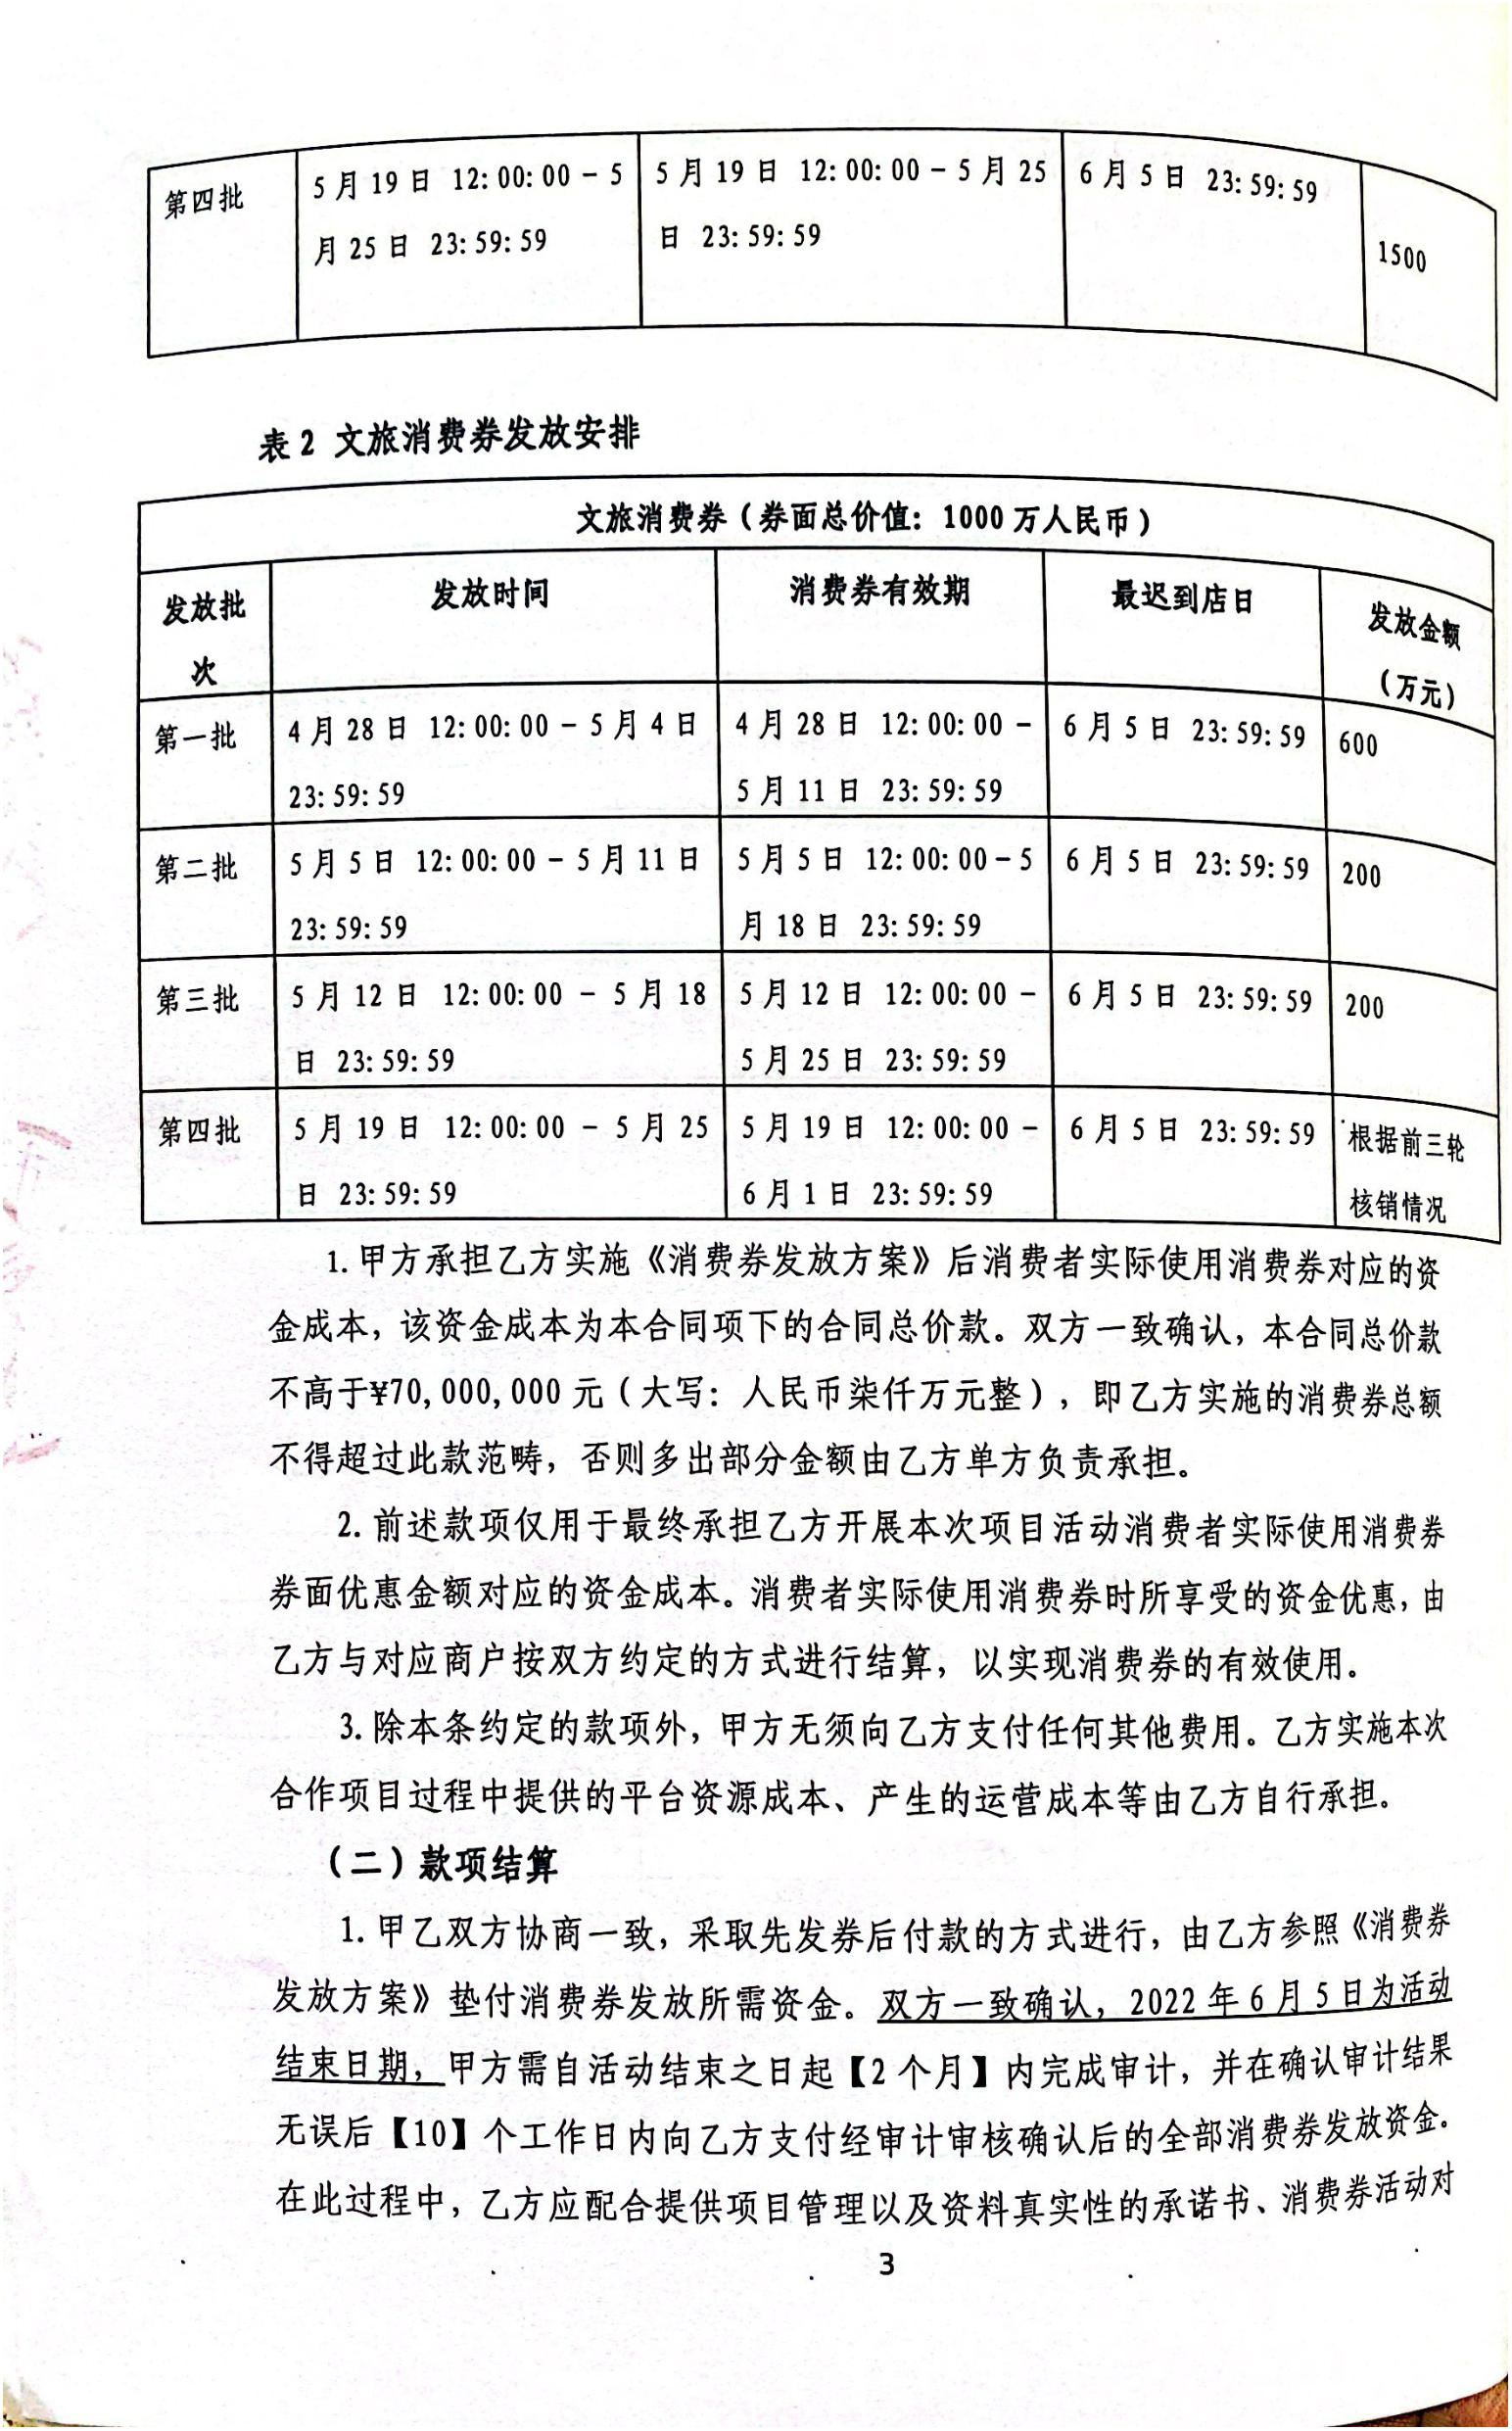 第四批
5月19日 12:00:00-5
月25日 23:59:59
5月19日 12:00:00-5月25
日 23:59:59
6月5日 23:59:59
1500
表2 文旅消费券发放安排
文旅消费券（券面总价值：1000万人民币）
发放批
次
发放时间
消费券有效期
最迟到店日
发放金额
（万元）
第一批
4月28日 12:00:00-5月4日
23:59:59
4月28日 12:00:00-
5月11日 23:59:59
6月5日 23:59:59
600
第二批
5月5日 12:00:00-5月11日
23:59:59
5月5日 12:00:00-5
月18日 23:59:59
6月5日 23:59:59
200
第三批
5月12日 12:00:00-5月18
日 23:59:59
5月12日 12:00:00-
5月25日 23:59:59
6月5日 23:59:59
200
第四批
5月19日 12:00:00-5月25
日 23:59:59
5月19日 12:00:00-
6月1日 23:59:59
6月5日 23:59:59
根据前三轮
核销情况
1.甲方承担乙方实施《消费券发放方案》后消费者实际使用消费券对应的资
金成本，该资金成本为本合同项下的合同总价款。双方一致确认，本合同总价款
不高于¥70,000,000元（大写：人民币柒仟万元整），即乙方实施的消费券总额
不得超过此款范畴，否则多出部分金额由乙方单方负责承担。
2.前述款项仅用于最终承担乙方开展本次项目活动消费者实际使用消费券
券面优惠金额对应的资金成本。消费者实际使用消费券时所享受的资金优惠，由
乙方与对应商户按双方约定的方式进行结算，以实现消费券的有效使用。
3.除本条约定的款项外，甲方无须向乙方支付任何其他费用。乙方实施本次
合作项目过程中提供的平台资源成本、产生的运营成本等由乙方自行承担。
（二）款项结算
1.甲乙双方协商一致，采取先发券后付款的方式进行，由乙方参照《消费券
发放方案》垫付消费券发放所需资金。双方一致确认，2022年6月5日为活动
结束日期，甲方需自活动结束之日起【2个月】内完成审计，并在确认审计结果
无误后【10】个工作日内向乙方支付经审计审核确认后的全部消费券发放资金.
在此过程中，乙方应配合提供项目管理以及资料真实性的承诺书、消费券活动对
3